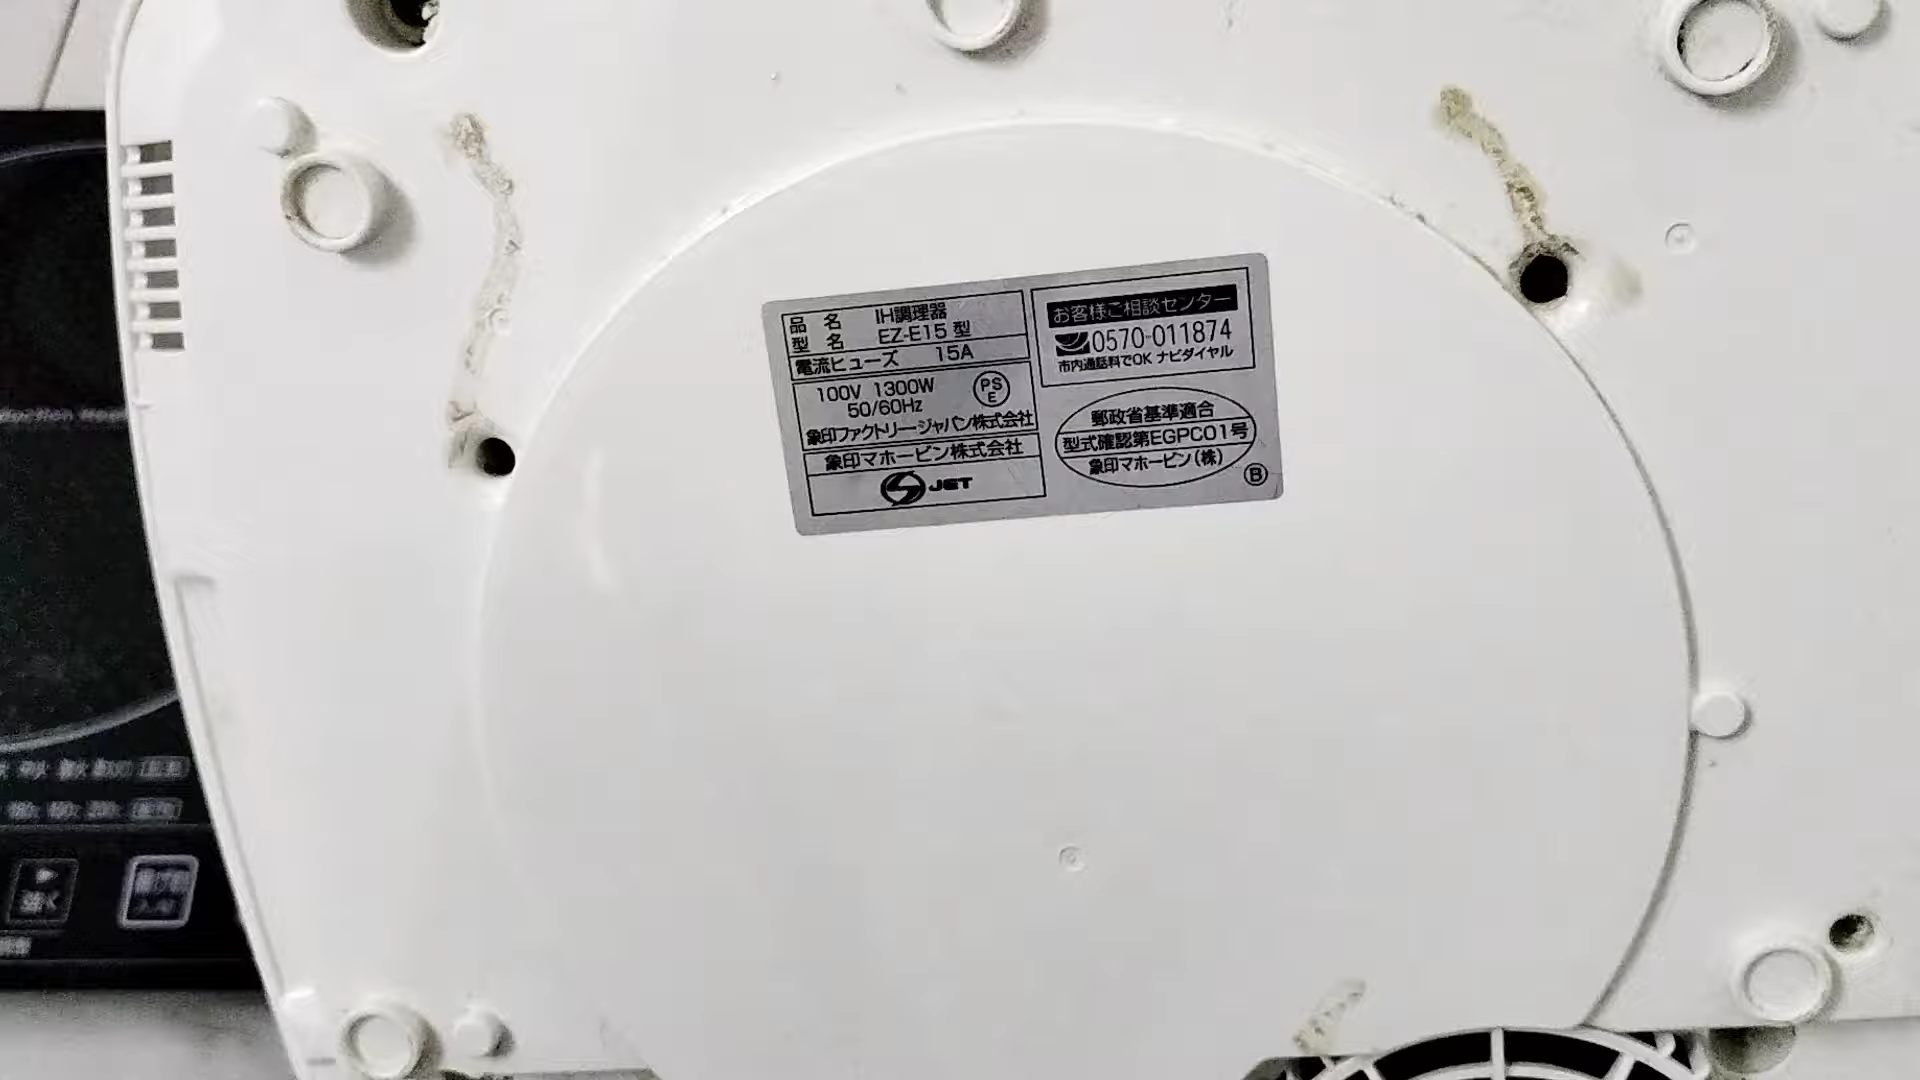 品 名 IH調理器
型 名 EZ-E15 型
電流ヒューズ 15A
100V 1300W
50/60Hz
PS
E
象印ファクトリー・ジャパン株式会社
象印マホービン株式会社
JET
お客様ご相談センター
0570-011874
市内通話料でOK ナビダイヤル
郵政省基準適合
型式確認第EGPC01号
象印マホービン(株)
B